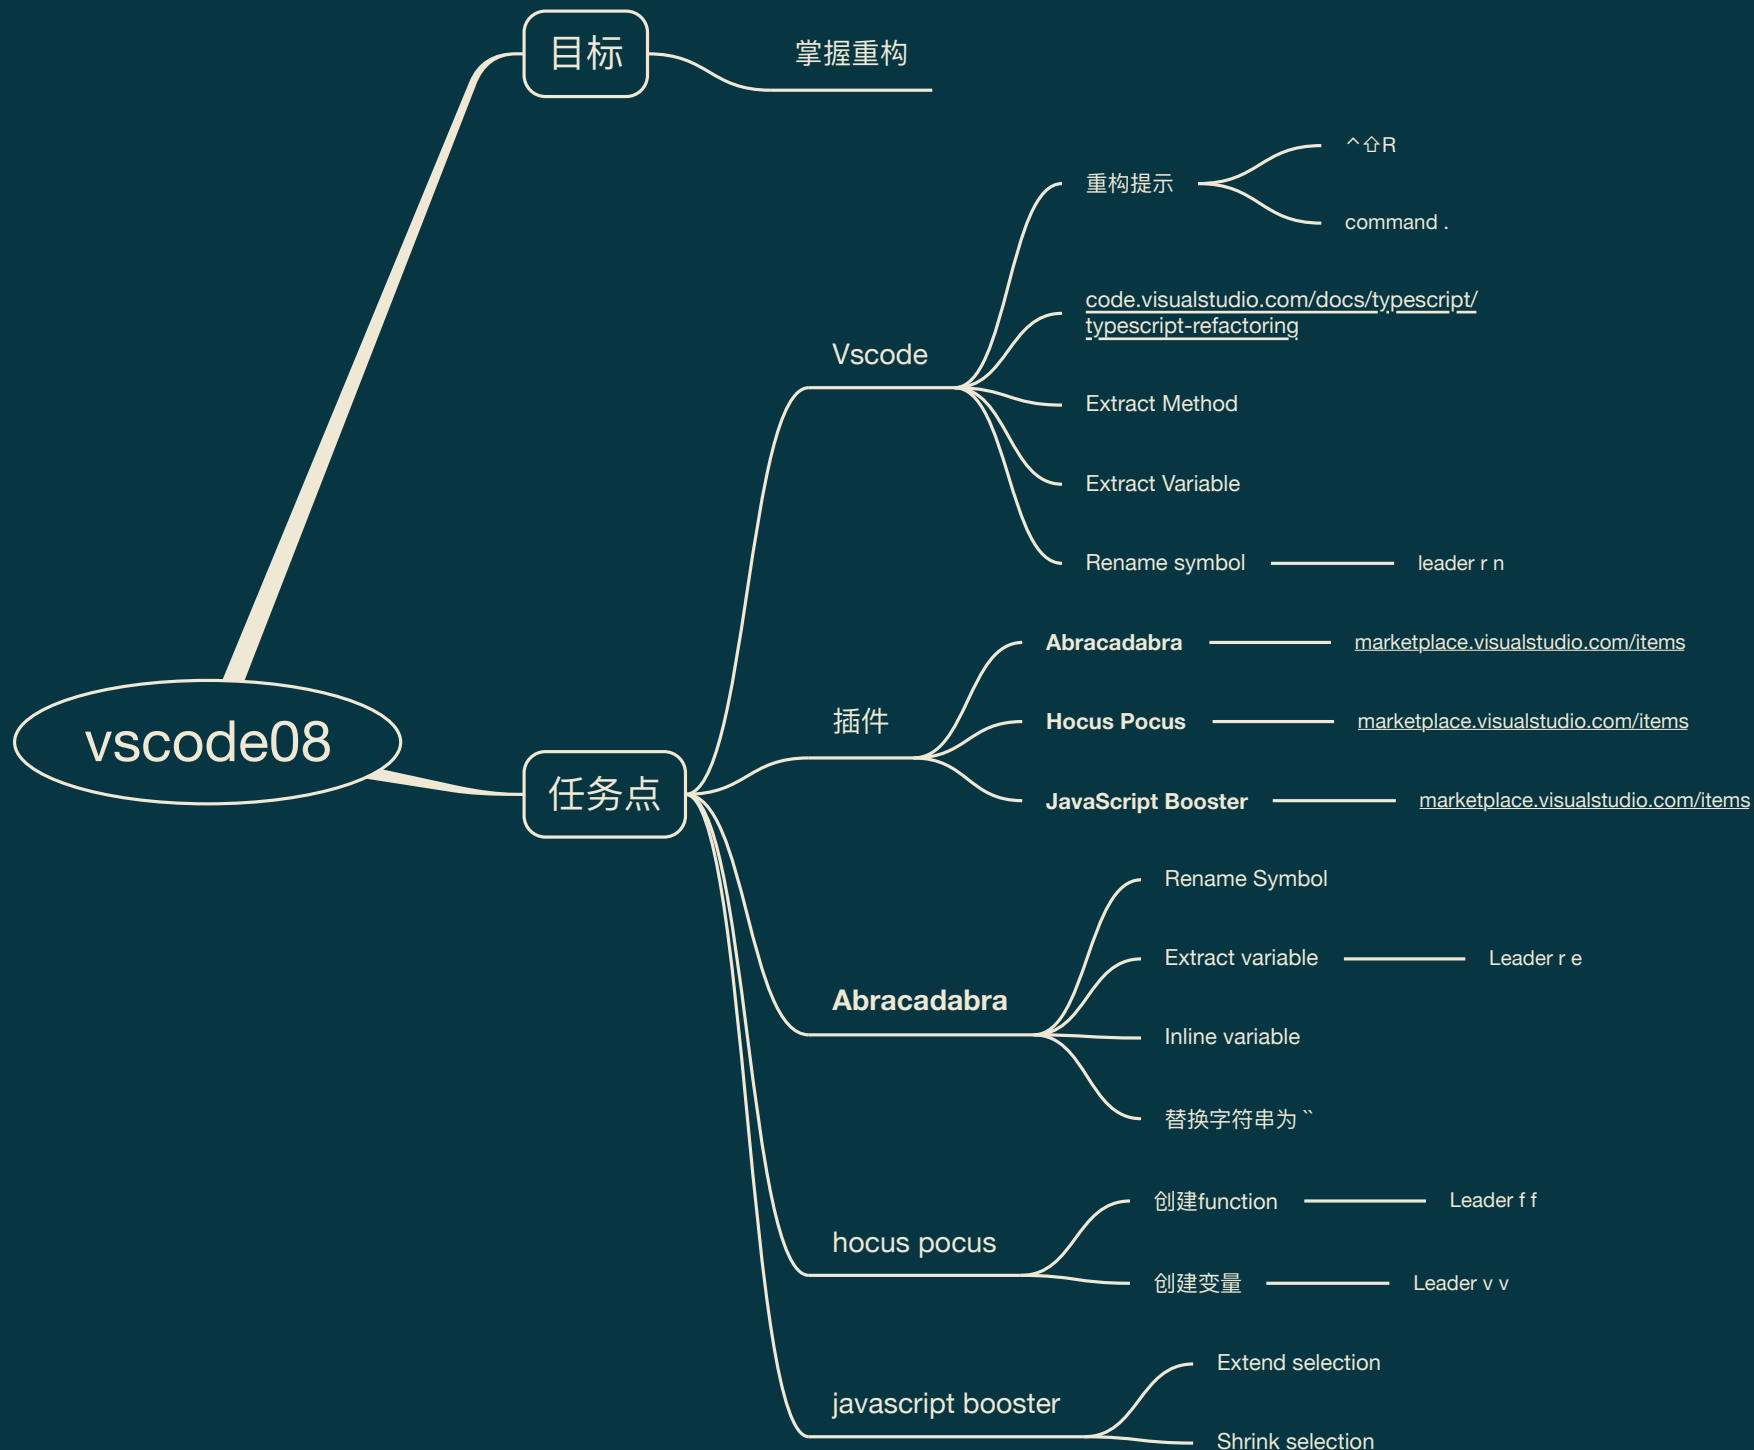 目标
掌握重构
^⇧R
重构提示
command .
code.visualstudio.com/docs/typescript/
typescript-refactoring
Vscode
Extract Method
Extract Variable
Rename symbol
leader r n
Abracadabra
marketplace.visualstudio.com/items
插件
Hocus Pocus
marketplace.visualstudio.com/items
vscode08
任务点
JavaScript Booster
marketplace.visualstudio.com/items
Rename Symbol
Extract variable
Leader r e
Abracadabra
Inline variable
替换字符串为 ``
创建function
Leader f f
hocus pocus
创建变量
Leader v v
Extend selection
javascript booster
Shrink selection